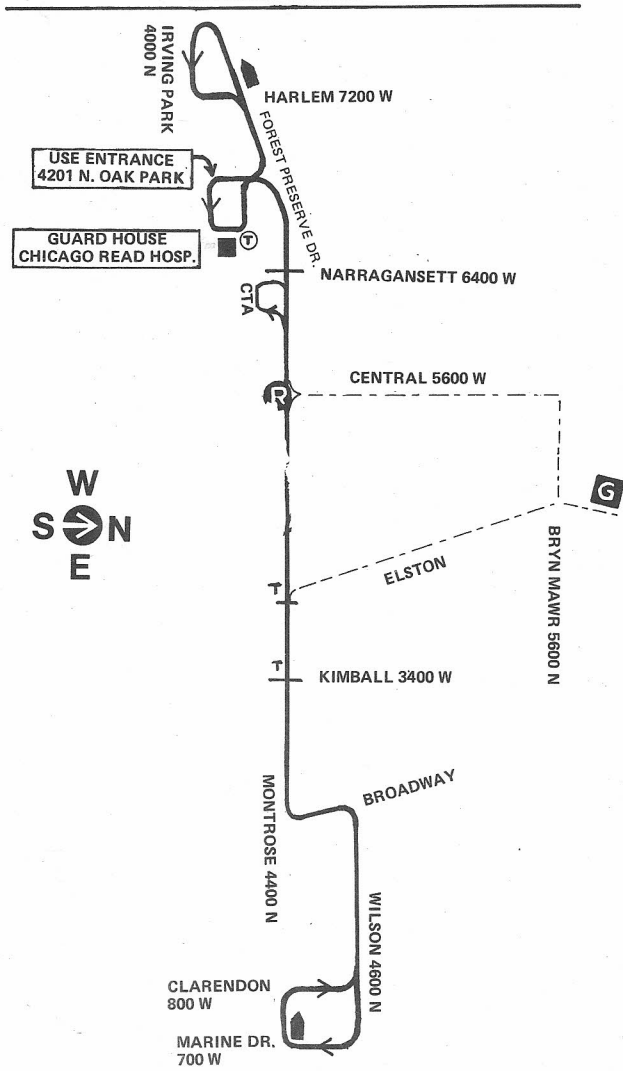 IRVING PARK
4000 N
HARLEM 7200 W
FOREST PRESERVE DR.
USE ENTRANCE
4201 N. OAK PARK
GUARD HOUSE
CHICAGO READ HOSP.
T
NARRAGANSETT 6400 W
CTA
CENTRAL 5600 W
R
G
W
S N
E
BRYN MAWR 5600 N
ELSTON
T
T
KIMBALL 3400 W
BROADWAY
MONTROSE 4400 N
WILSON 4600 N
CLARENDON
800 W
MARINE DR.
700 W